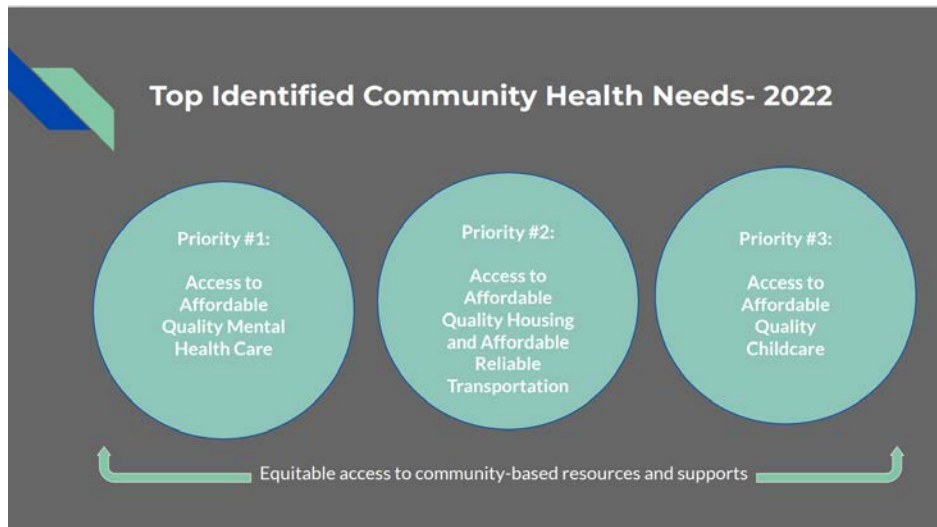 Top Identified Community Health Needs- 2022
Priority #1:
Access to
Affordable
Quality Mental
Health Care
Priority #2:
Access to
Affordable
Quality Housing
and Affordable
Reliable
Transportation
Priority #3:
Access to
Affordable
Quality
Childcare
Equitable access to community-based resources and supports